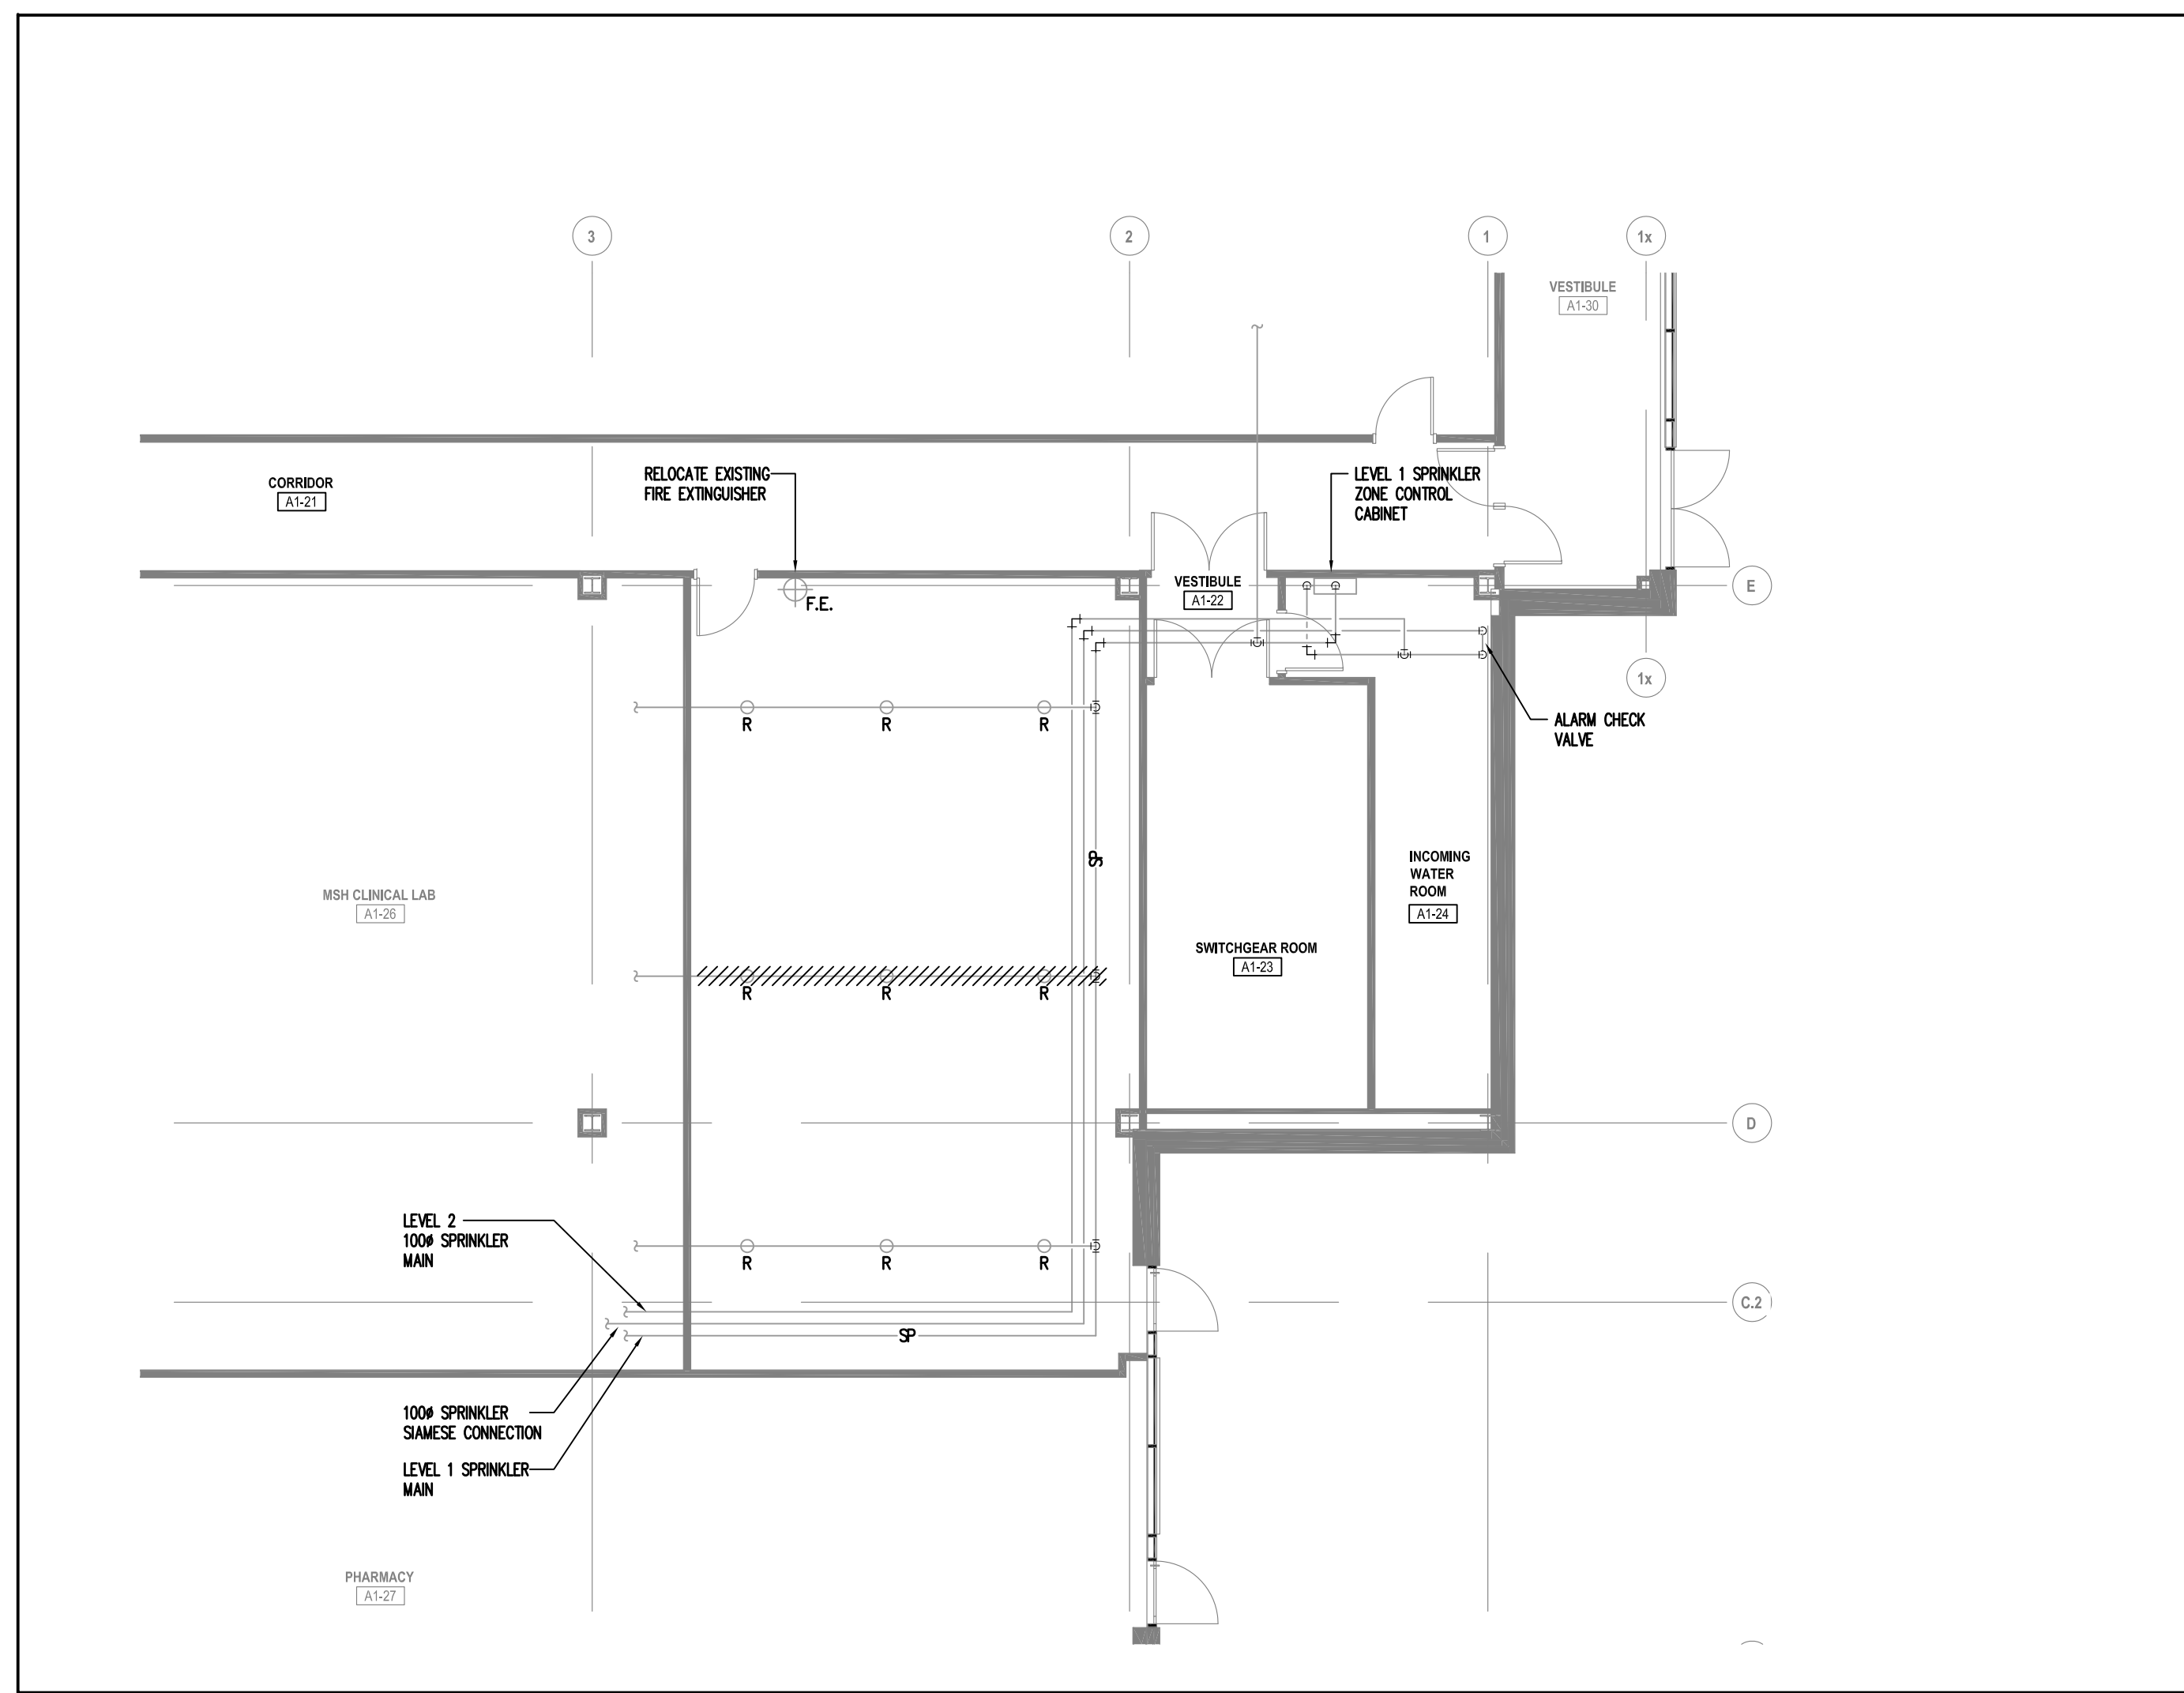 3
2
1
1x
VESTIBULE
A1-30
CORRIDOR
A1-21
RELOCATE EXISTING
FIRE EXTINGUISHER
LEVEL 1 SPRINKLER
ZONE CONTROL
CABINET
F.E.
VESTIBULE
A1-22
E
1x
R
R
R
ALARM CHECK
VALVE
SP
INCOMING
WATER
ROOM
A1-24
MSH CLINICAL LAB
A1-26
SWITCHGEAR ROOM
A1-23
R
R
R
D
LEVEL 2
100ø SPRINKLER
MAIN
R
R
R
C.2
SP
100ø SPRINKLER
SIAMESE CONNECTION
LEVEL 1 SPRINKLER
MAIN
PHARMACY
A1-27